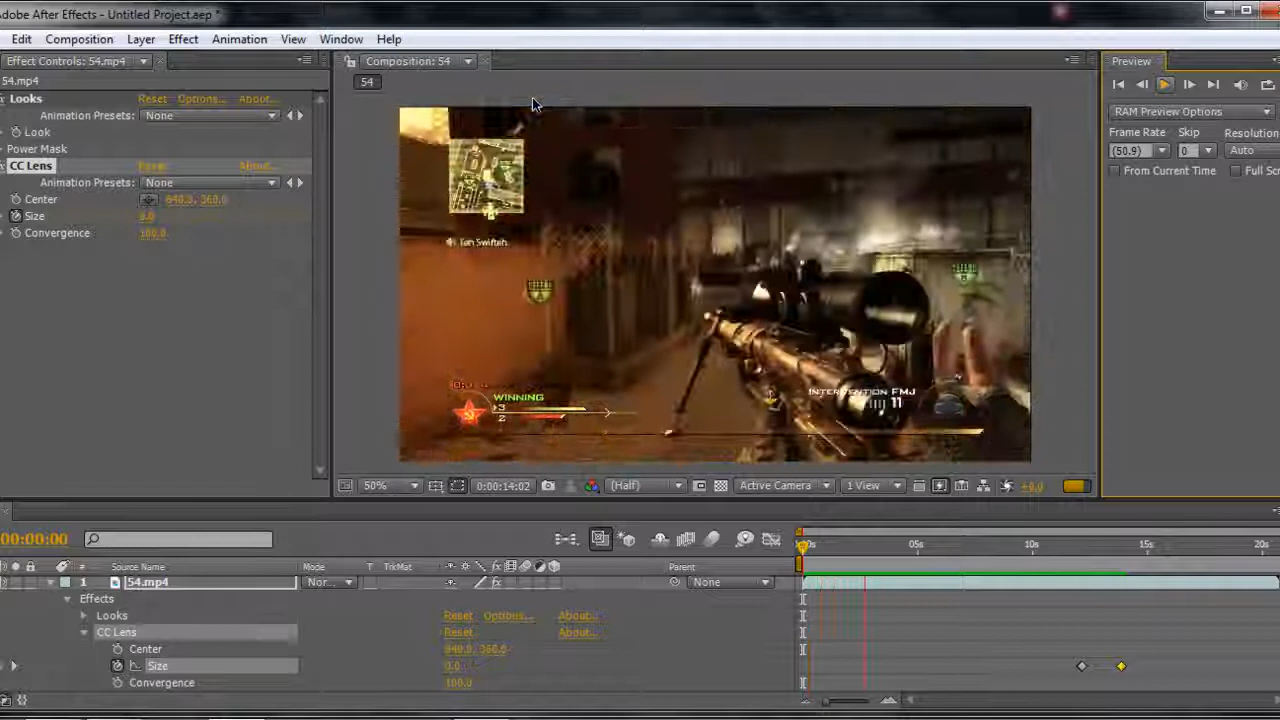 Adobe After Effects - Untitled Project.aep *
Edit Composition Layer Effect Animation View Window Help
Effect Controls: 54.mp4
Composition: 54
Preview
54.mp4
54
Looks Reset Options... About...
Animation Presets: None
Look
Power Mask
CC Lens Reset About...
Animation Presets: None
Center 640.0, 360.0
Size 0.0
Convergence 100.0
RAM Preview Options
Frame Rate Skip Resolution
(50.9) 0 Auto
From Current Time Full Scr
WINNING
3
2
INTERVENTION FMJ
11
50% 0:00:14:02 (Half) Active Camera 1 View +0.0
00:00:00
05s 10s 15s 20s
# Source Name Mode T TrkMat Parent
1 54.mp4 Nor... None
Effects
Looks Reset Options... About...
CC Lens Reset About...
Center 640.0, 360.0
Size 0.0
Convergence 100.0